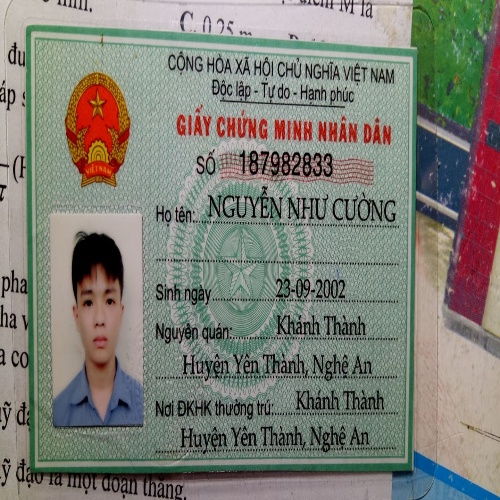 C. 0,25 m
CỘNG HÒA XÃ HỘI CHỦ NGHĨA VIỆT NAM
Độc lập - Tự do - Hạnh phúc
GIẤY CHỨNG MINH NHÂN DÂN
SỐ 187982833
VIỆT NAM
Họ tên: NGUYỄN NHƯ CƯỜNG
Sinh ngày 23-09-2002
Nguyên quán: Khánh Thành
Huyện Yên Thành, Nghệ An
Nơi ĐKHK thường trú: Khánh Thành
Huyện Yên Thành, Nghệ An
ỹ đạo là một đoạn thẳng.